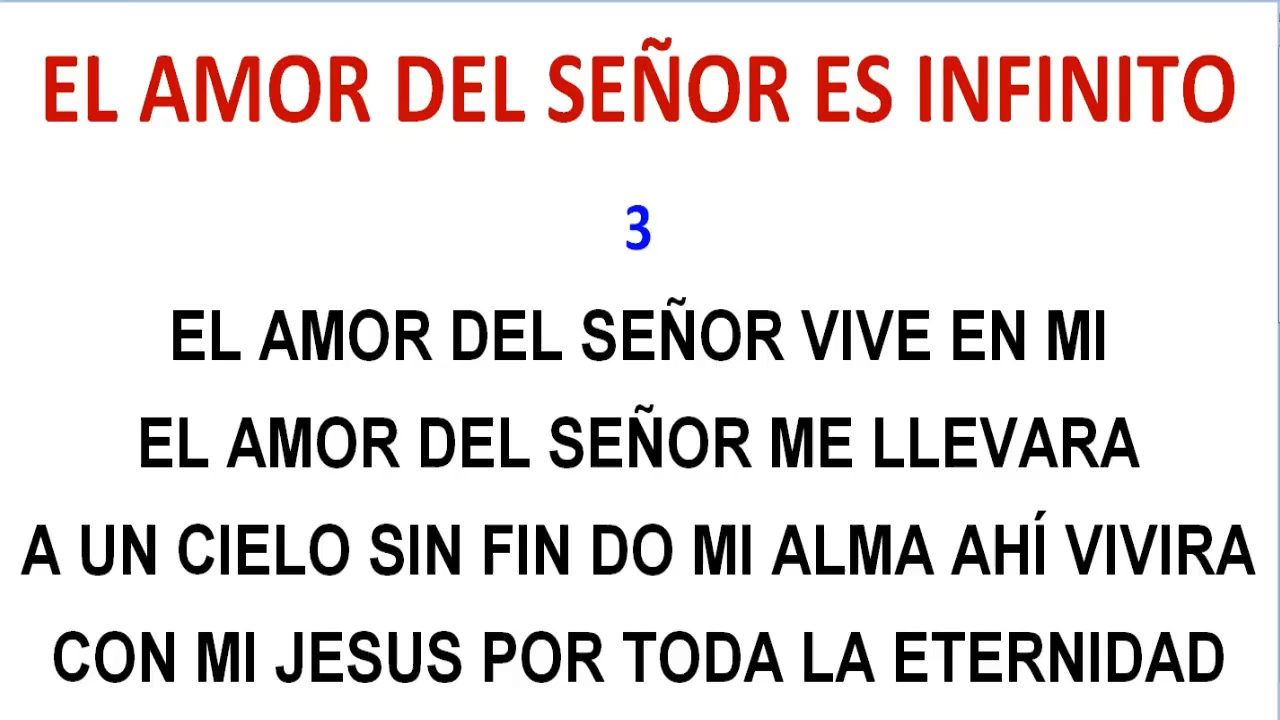 EL AMOR DEL SEÑOR ES INFINITO
3
EL AMOR DEL SEÑOR VIVE EN MI
EL AMOR DEL SEÑOR ME LLEVARA
A UN CIELO SIN FIN DO MI ALMA AHÍ VIVIRA
CON MI JESUS POR TODA LA ETERNIDAD